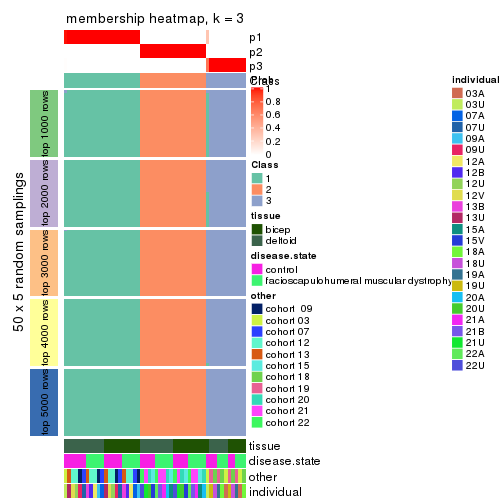 membership heatmap, k = 3
p1
p2
p3
Class
50 x 5 random samplings
top 1000 rows
top 2000 rows
top 3000 rows
top 4000 rows
top 5000 rows
1
0.8
0.6
0.4
0.2
0
Class
1
2
3
tissue
bicep
deltoid
disease.state
control
facioscapulohumeral muscular dystrophy
other
cohort 09
cohort 03
cohort 07
cohort 12
cohort 13
cohort 15
cohort 18
cohort 19
cohort 20
cohort 21
cohort 22
individual
03A
03U
07A
07U
09A
09U
12A
12B
12U
12V
13B
13U
15A
15V
18A
18U
19A
19U
20A
20U
21A
21B
21U
22A
22U
tissue
disease.state
other
individual